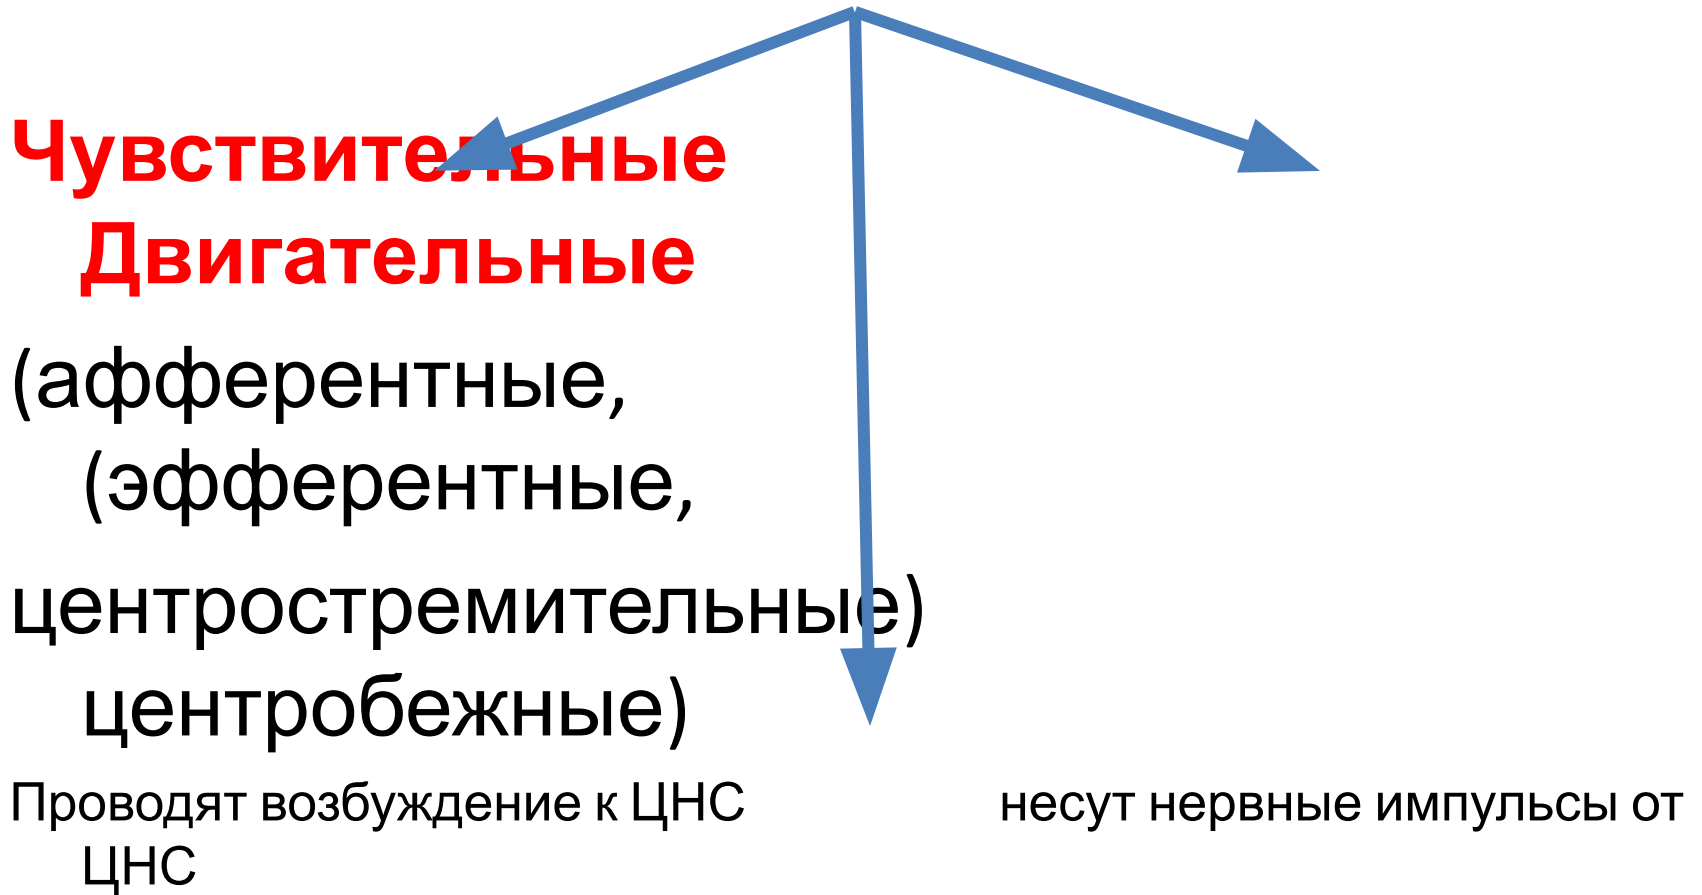 Чувствительные
Двигательные
(афферентные,
(эфферентные,
центростремительные)
центробежные)
Проводят возбуждение к ЦНС несут нервные импульсы от
ЦНС